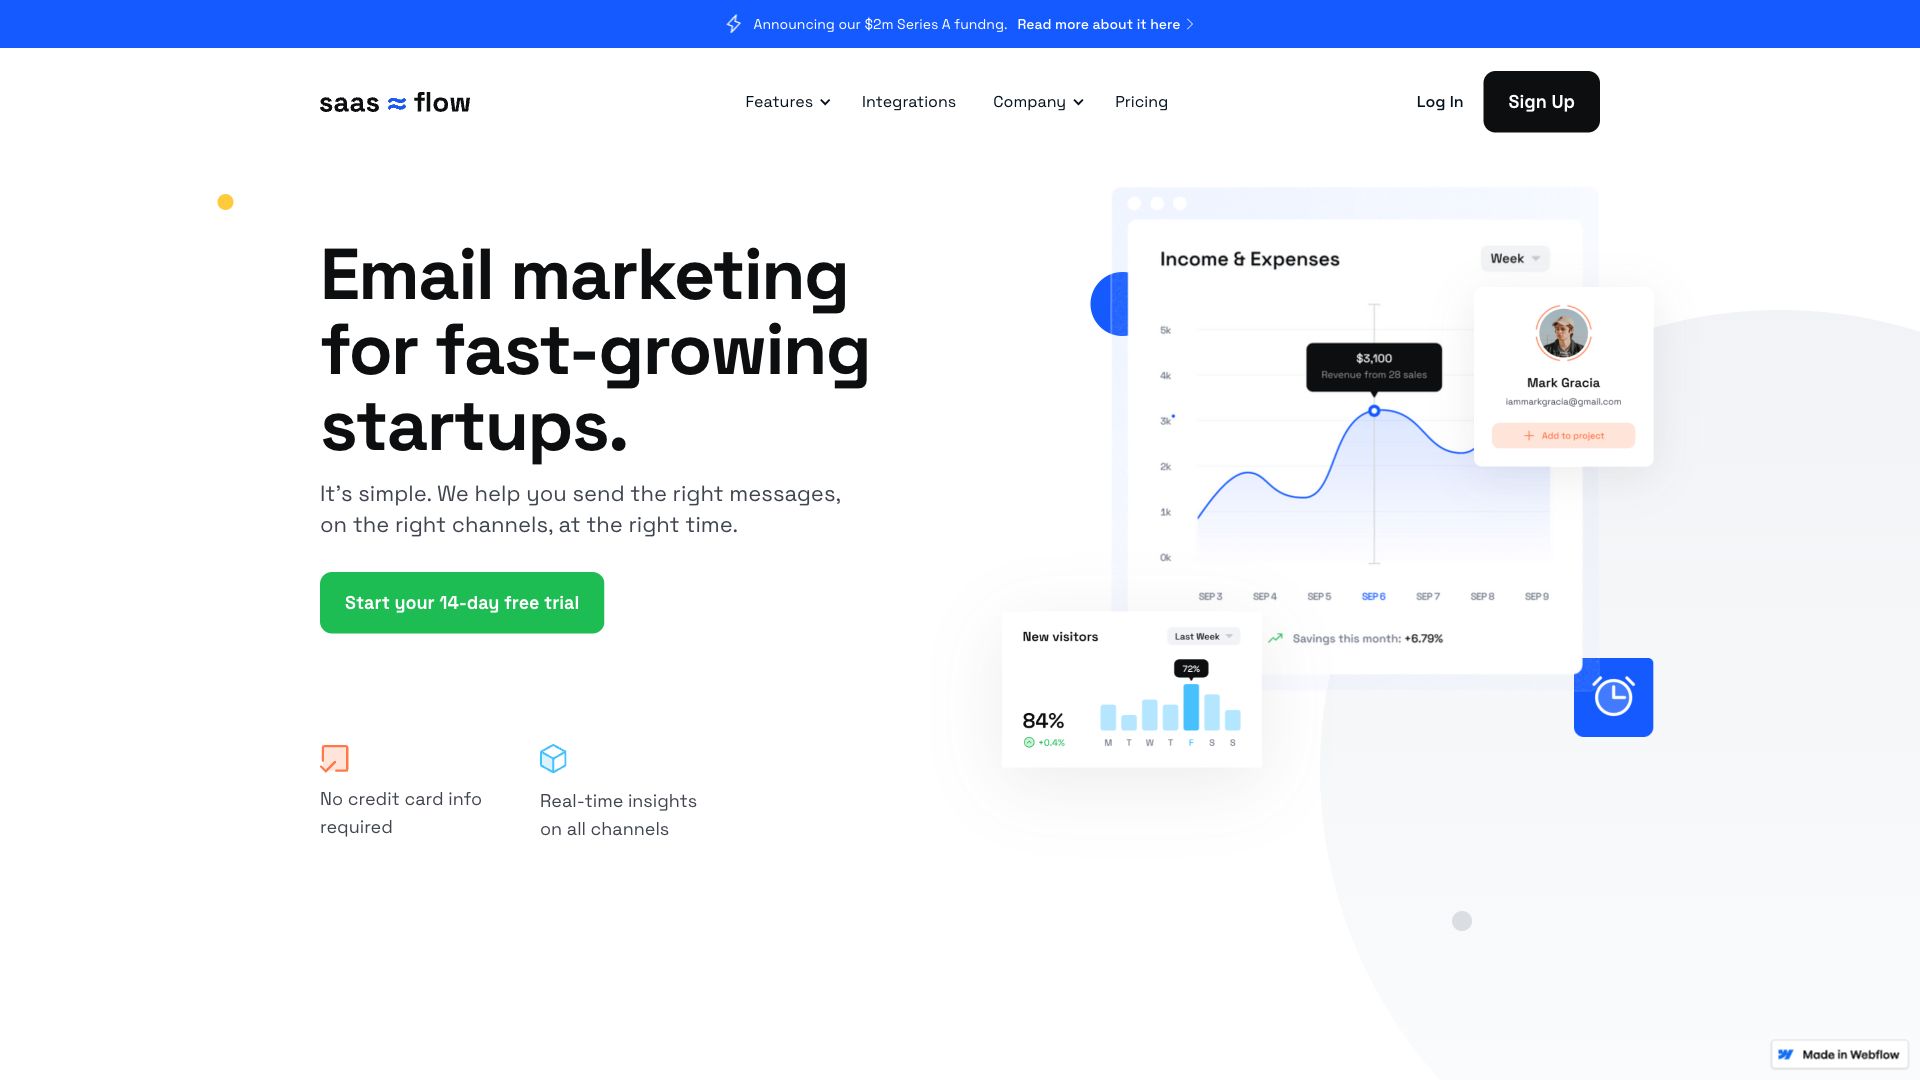 Announcing our $2m Series A fundng. Read more about it here
saas flow
Features
Integrations
Company
Pricing
Log In
Sign Up
Email marketing
for fast-growing
startups.
It's simple. We help you send the right messages,
on the right channels, at the right time.
Start your 14-day free trial
No credit card info
required
Real-time insights
on all channels
Income & Expenses
Week
5k
4k
3k
2k
1k
0k
$3,100
Revenue from 28 sales
SEP 3 SEP 4 SEP 5 SEP 6 SEP 7 SEP 8 SEP 9
Savings this month: +6.79%
Mark Gracia
iammarkgracia@gmail.com
Add to project
New visitors
Last Week
72%
84%
+0.4%
M T W T F S S
Made in Webflow